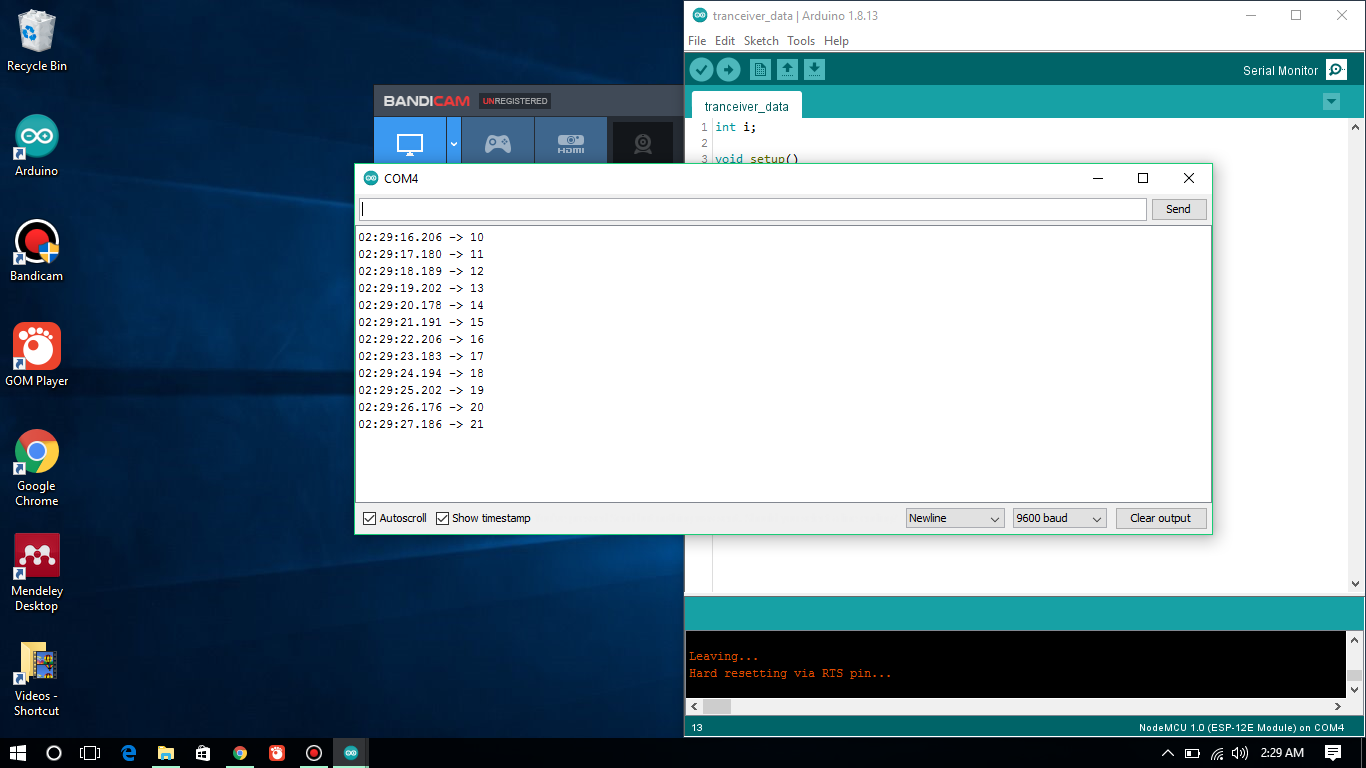 Recycle Bin
Arduino
Bandicam
GOM Player
Google
Chrome
Mendeley
Desktop
Videos -
Shortcut
BANDICAM UNREGISTERED
HDMI
tranceiver_data | Arduino 1.8.13
File Edit Sketch Tools Help
Serial Monitor
tranceiver_data
1 int i;
2
3 void setup()
COM4
Send
02:29:16.206 -> 10
02:29:17.180 -> 11
02:29:18.189 -> 12
02:29:19.202 -> 13
02:29:20.178 -> 14
02:29:21.191 -> 15
02:29:22.206 -> 16
02:29:23.183 -> 17
02:29:24.194 -> 18
02:29:25.202 -> 19
02:29:26.176 -> 20
02:29:27.186 -> 21
Autoscroll Show timestamp Newline 9600 baud Clear output
Leaving...
Hard resetting via RTS pin...
13 NodeMCU 1.0 (ESP-12E Module) on COM4
2:29 AM